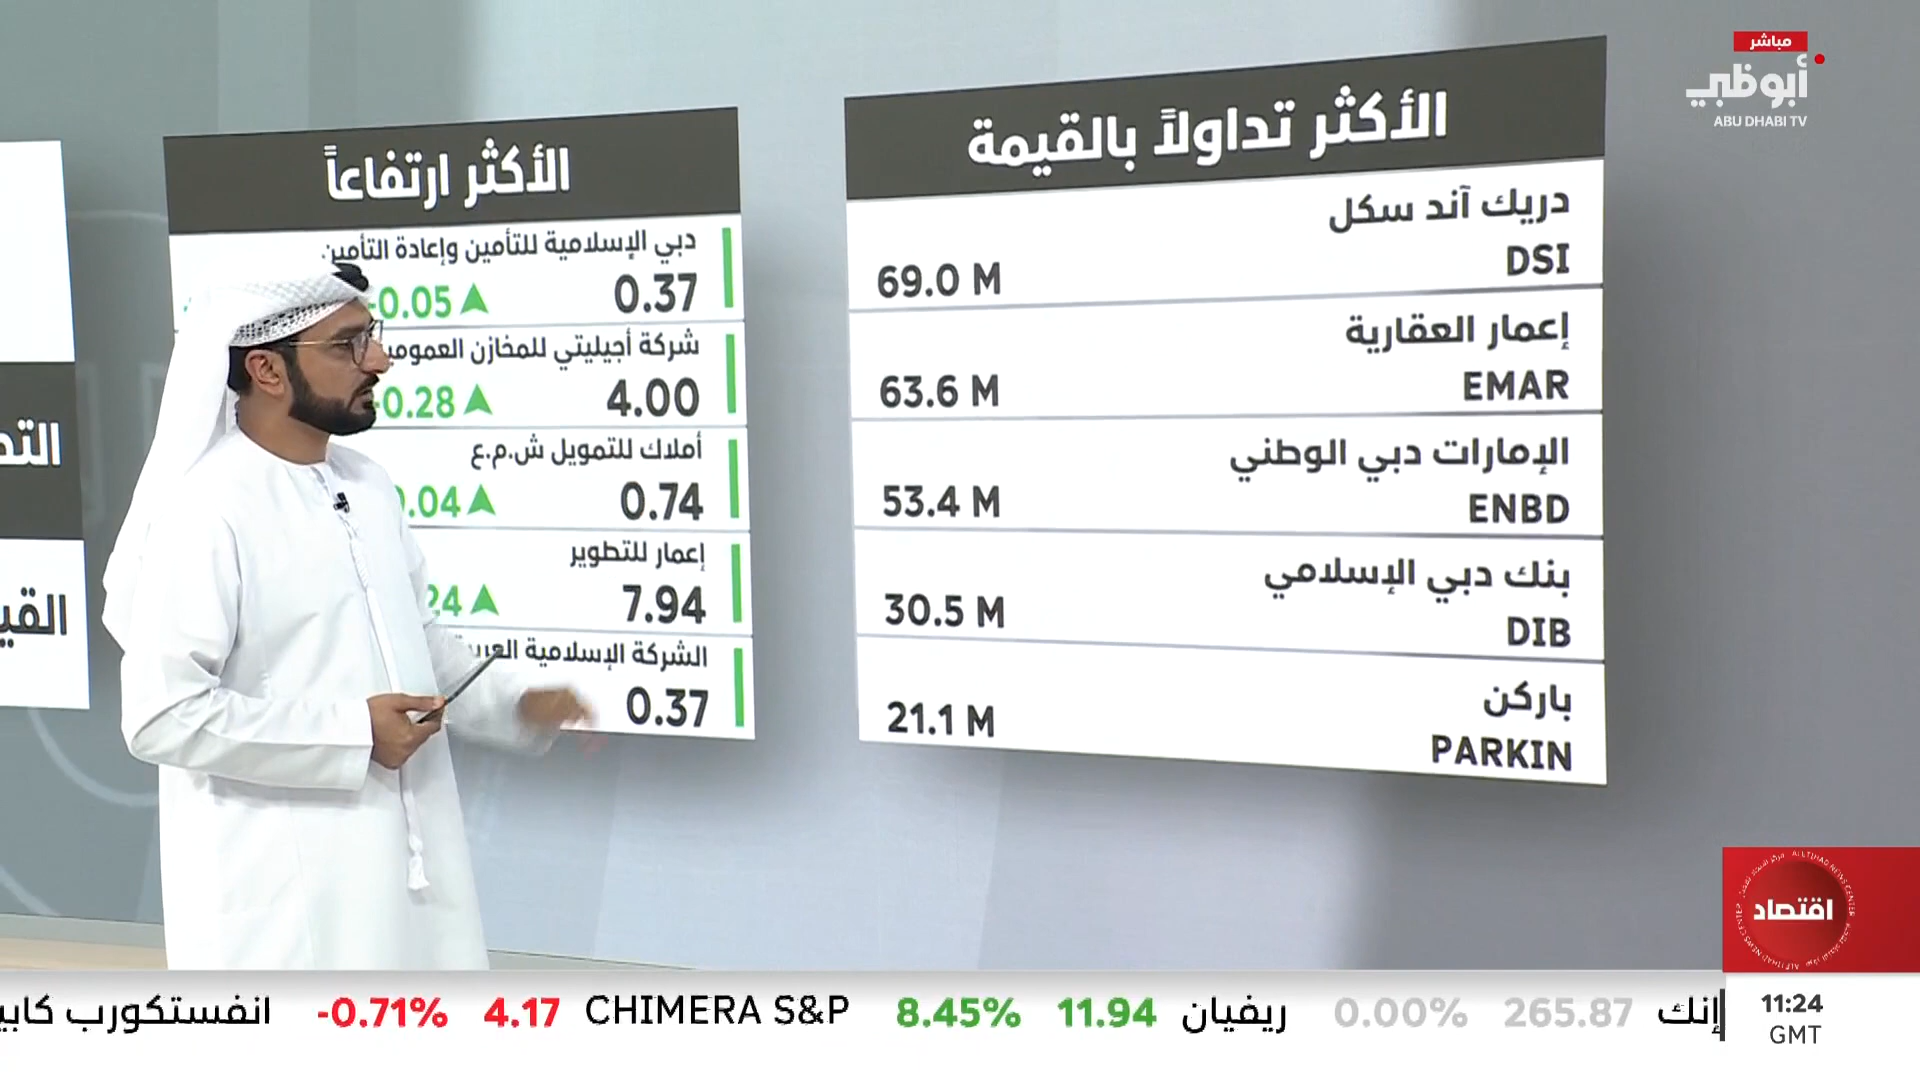 مباشر
أبوظبي
ABU DHABI TV
الأكثر تداولاً بالقيمة
دريك آند سكل
DSI
69.0 M
إعمار العقارية
EMAR
63.6 M
الإمارات دبي الوطني
ENBD
53.4 M
بنك دبي الإسلامي
DIB
30.5 M
باركن
PARKIN
21.1 M
الأكثر ارتفاعاً
دبي الإسلامية للتأمين وإعادة التأمين
0.37 0.05
شركة أجيليتي للمخازن
4.00 0.28
أملاك للتمويل ش.م.ع
0.74 .04
إعمار للتطوير
7.94 24
الشركة الإسلامية
0.37
اقتصاد
إنك 265.87 0.00% ريفيان 11.94 8.45% CHIMERA S&P 4.17 -0.71% انفستكورب
11:24
GMT